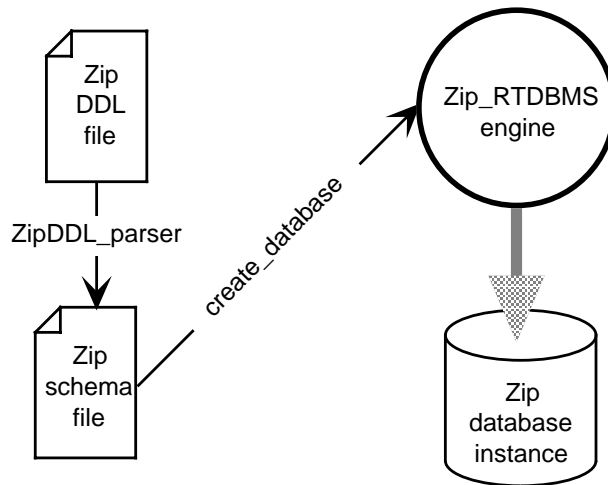 Zip
DDL
file
ZipDDL_parser
Zip
schema
file
create_database
Zip_RTDBMS
engine
Zip
database
instance